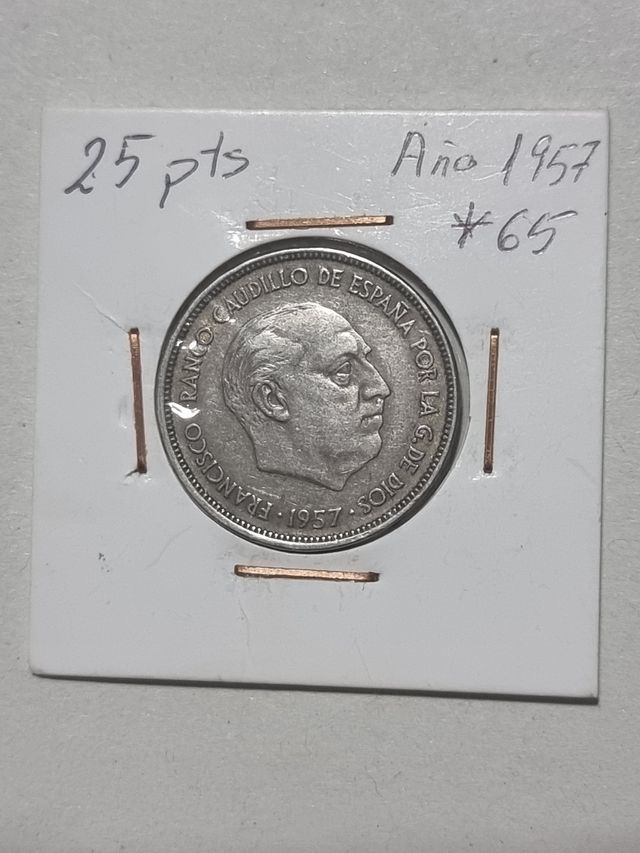 25 pts
Año 1957
*65
FRANCISCO FRANCO CAUDILLO DE ESPAÑA POR LA G. DE DIOS
· 1957 ·